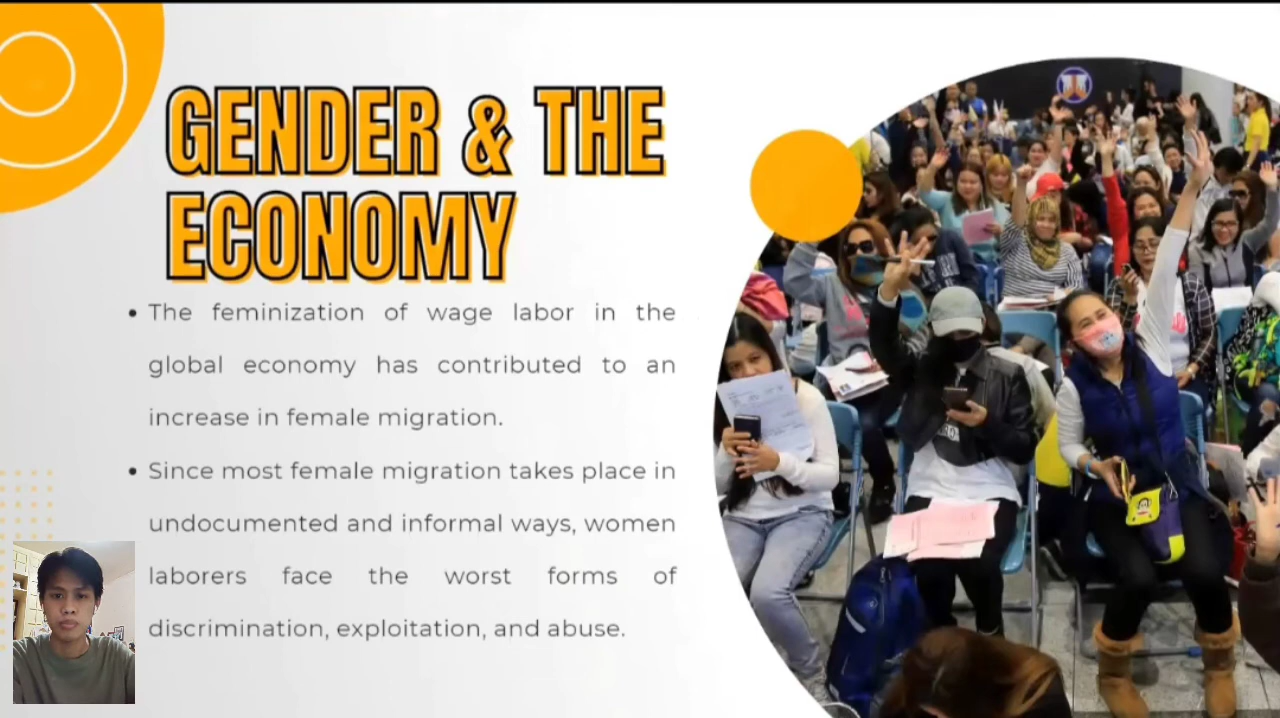 GENDER & THE
ECONOMY
• The feminization of wage labor in the
global economy has contributed to an
increase in female migration.
• Since most female migration takes place in
undocumented and informal ways, women
laborers face the worst forms of
discrimination, exploitation, and abuse.